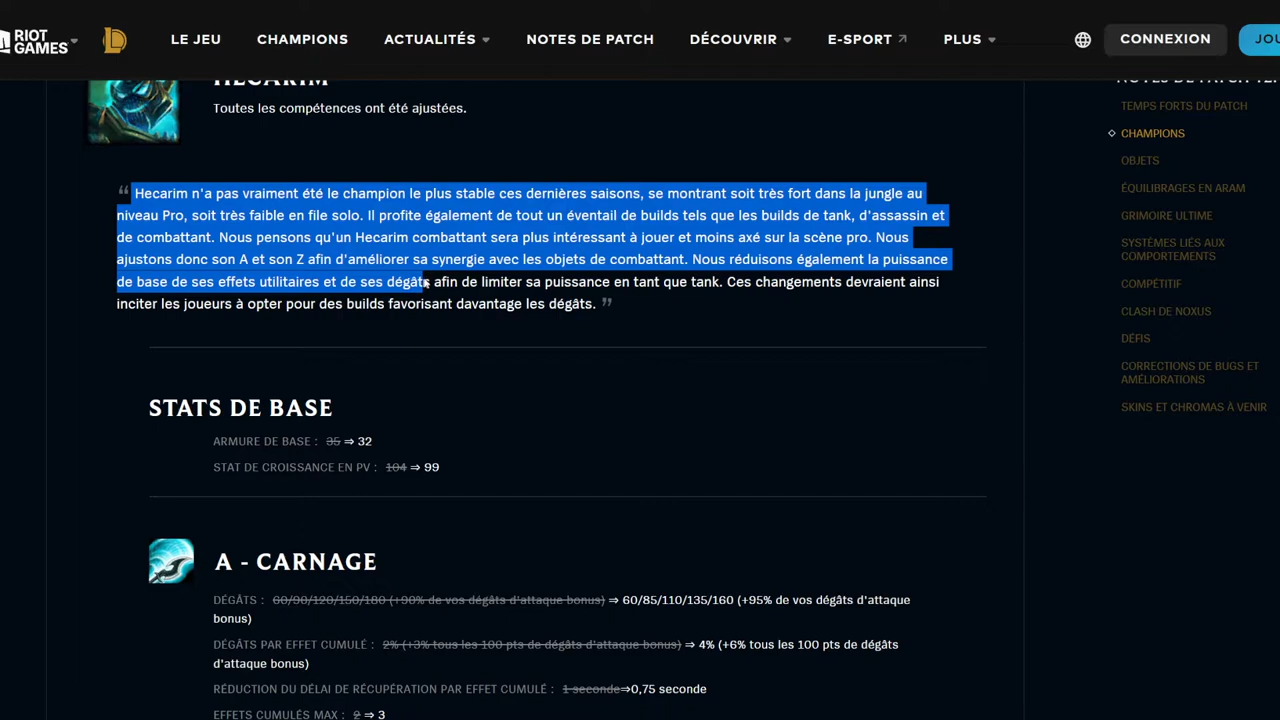 RIOT GAMES
LE JEU
CHAMPIONS
ACTUALITÉS
NOTES DE PATCH
DÉCOUVRIR
E-SPORT
PLUS
CONNEXION
JOU
HECARIM
Toutes les compétences ont été ajustées.
“ Hecarim n'a pas vraiment été le champion le plus stable ces dernières saisons, se montrant soit très fort dans la jungle au
niveau Pro, soit très faible en file solo. Il profite également de tout un éventail de builds tels que les builds de tank, d'assassin et
de combattant. Nous pensons qu'un Hecarim combattant sera plus intéressant à jouer et moins axé sur la scène pro. Nous
ajustons donc son A et son Z afin d'améliorer sa synergie avec les objets de combattant. Nous réduisons également la puissance
de base de ses effets utilitaires et de ses dégâts afin de limiter sa puissance en tant que tank. Ces changements devraient ainsi
inciter les joueurs à opter pour des builds favorisant davantage les dégâts. ”
STATS DE BASE
ARMURE DE BASE : 35 ⇒ 32
STAT DE CROISSANCE EN PV : 104 ⇒ 99
A - CARNAGE
DÉGÂTS : 60/90/120/150/180 (+90% de vos dégâts d'attaque bonus) ⇒ 60/85/110/135/160 (+95% de vos dégâts d'attaque
bonus)
DÉGÂTS PAR EFFET CUMULÉ : 2% (+3% tous les 100 pts de dégâts d'attaque bonus) ⇒ 4% (+6% tous les 100 pts de dégâts
d'attaque bonus)
RÉDUCTION DU DÉLAI DE RÉCUPÉRATION PAR EFFET CUMULÉ : 1 seconde⇒0,75 seconde
EFFETS CUMULÉS MAX : 2 ⇒ 3
NOTES DE PATCH
TEMPS FORTS DU PATCH
CHAMPIONS
OBJETS
ÉQUILIBRAGES EN ARAM
GRIMOIRE ULTIME
SYSTÈMES LIÉS AUX
COMPORTEMENTS
COMPÉTITIF
CLASH DE NOXUS
DÉFIS
CORRECTIONS DE BUGS ET
AMÉLIORATIONS
SKINS ET CHROMAS À VENIR